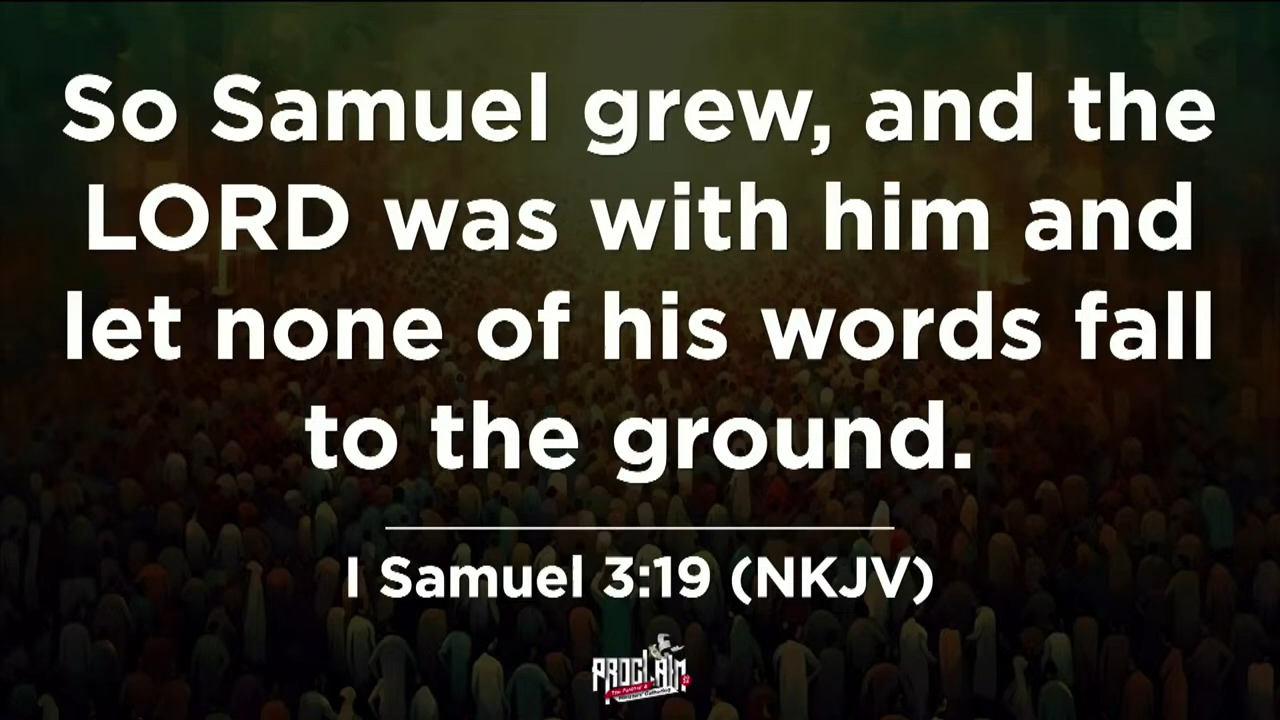 So Samuel grew, and the
LORD was with him and
let none of his words fall
to the ground.
I Samuel 3:19 (NKJV)
PROCLAIM